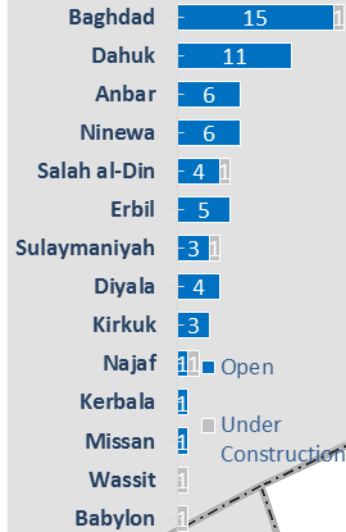 Baghdad 15 1
Dahuk 11
Anbar 6
Ninewa 6
Salah al-Din 4 1
Erbil 5
Sulaymaniyah 3 1
Diyala 4
Kirkuk 3
Najaf 1 1
Open
Kerbala 1
Under
Missan 1
Construction
Wassit 1
Babylon 1